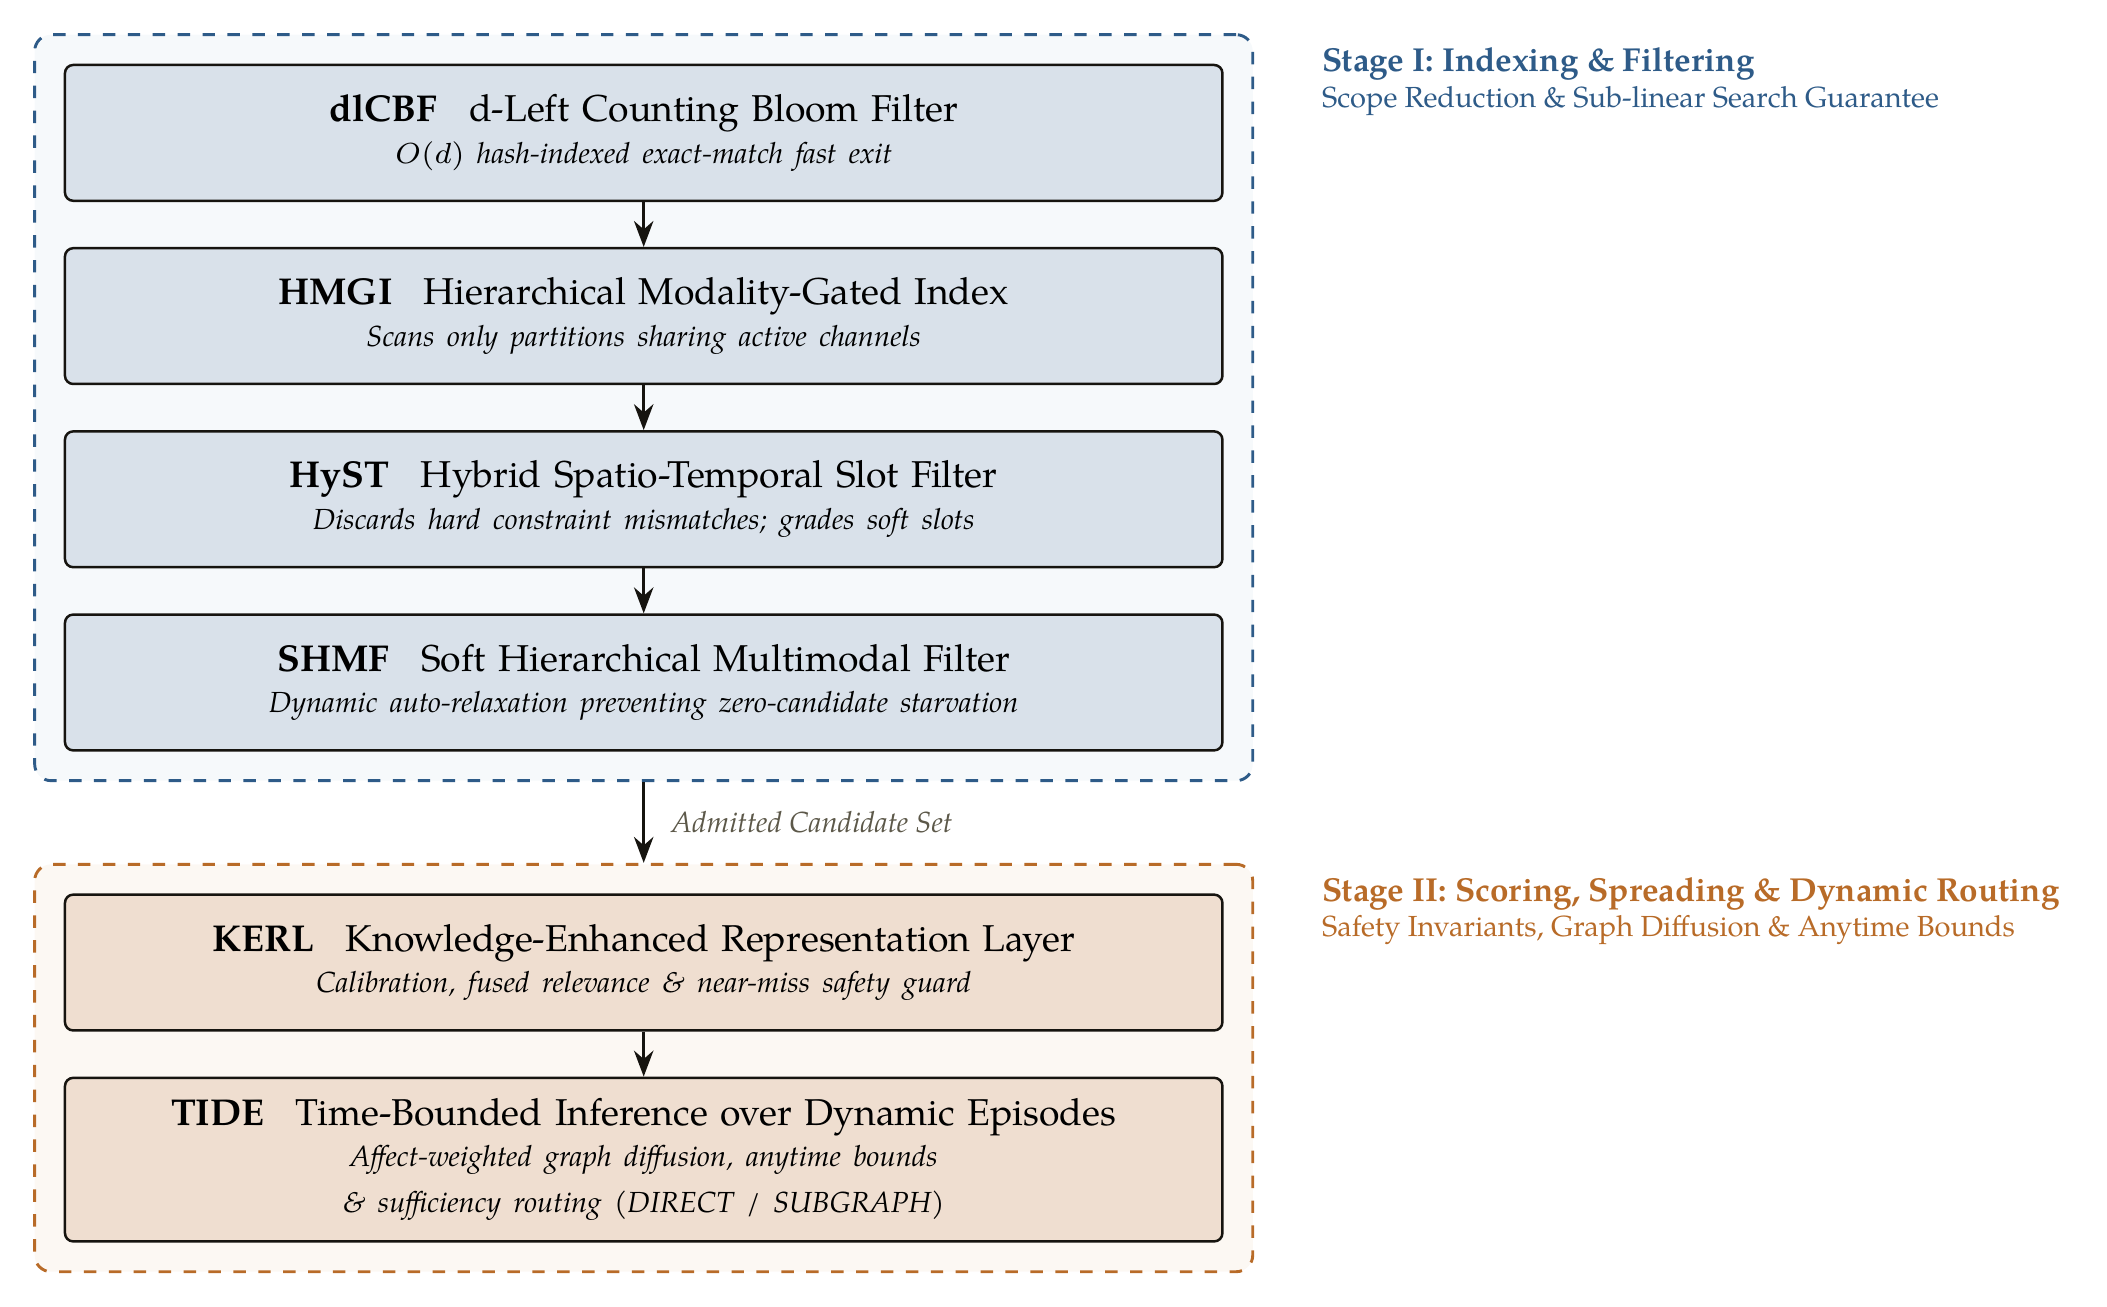 Stage I: Indexing & Filtering
Scope Reduction & Sub-linear Search Guarantee
dlCBF d-Left Counting Bloom Filter
O(d) hash-indexed exact-match fast exit
HMGI Hierarchical Modality-Gated Index
Scans only partitions sharing active channels
HyST Hybrid Spatio-Temporal Slot Filter
Discards hard constraint mismatches; grades soft slots
SHMF Soft Hierarchical Multimodal Filter
Dynamic auto-relaxation preventing zero-candidate starvation
Admitted Candidate Set
Stage II: Scoring, Spreading & Dynamic Routing
Safety Invariants, Graph Diffusion & Anytime Bounds
KERL Knowledge-Enhanced Representation Layer
Calibration, fused relevance & near-miss safety guard
TIDE Time-Bounded Inference over Dynamic Episodes
Affect-weighted graph diffusion, anytime bounds
& sufficiency routing (DIRECT / SUBGRAPH)